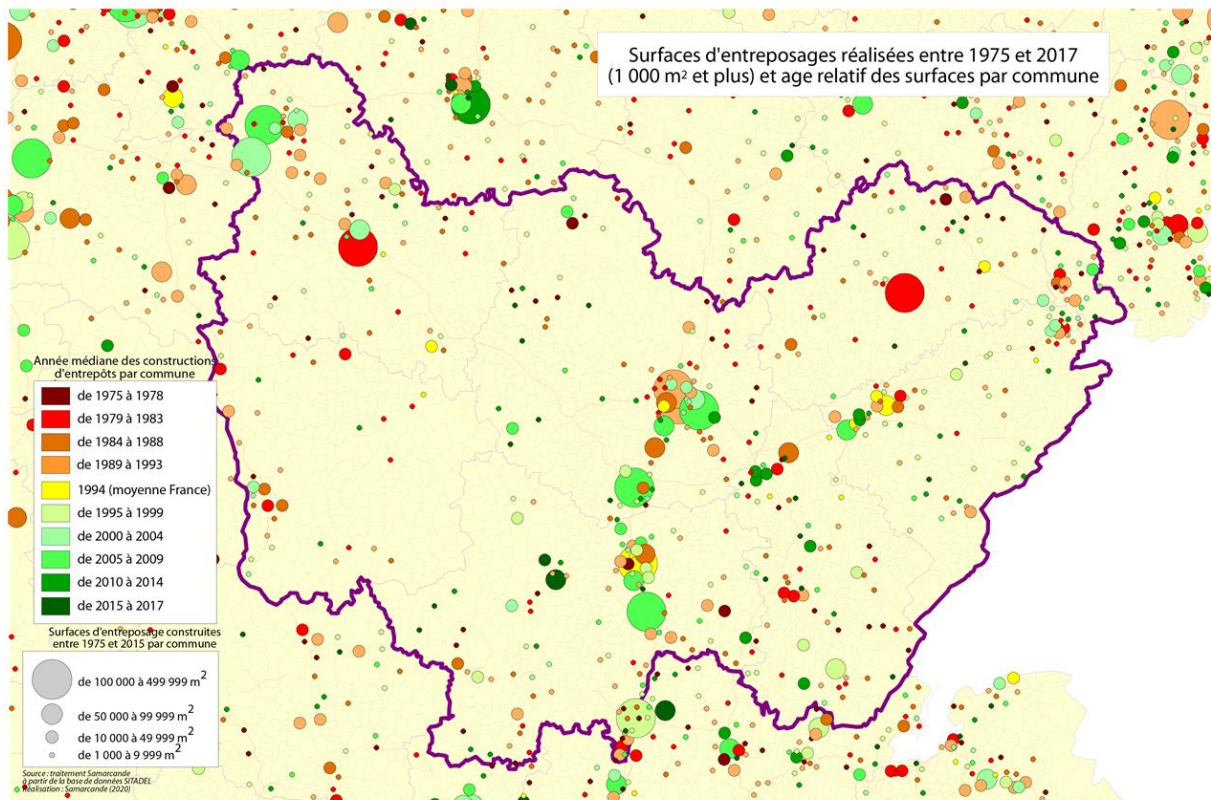 Surfaces d'entreposages réalisées entre 1975 et 2017
(1 000 m² et plus) et age relatif des surfaces par commune
Année médiane des constructions
d'entrepôts par commune
de 1975 à 1978
de 1979 à 1983
de 1984 à 1988
de 1989 à 1993
1994 (moyenne France)
de 1995 à 1999
de 2000 à 2004
de 2005 à 2009
de 2010 à 2014
de 2015 à 2017
Surfaces d'entreposage construites
entre 1975 et 2015 par commune
de 100 000 à 499 999 m²
de 50 000 à 99 999 m²
de 10 000 à 49 999 m²
de 1 000 à 9 999 m²
Source : traitement Samarcande
à partir de la base de données SITADEL
Réalisation : Samarcande (2020)